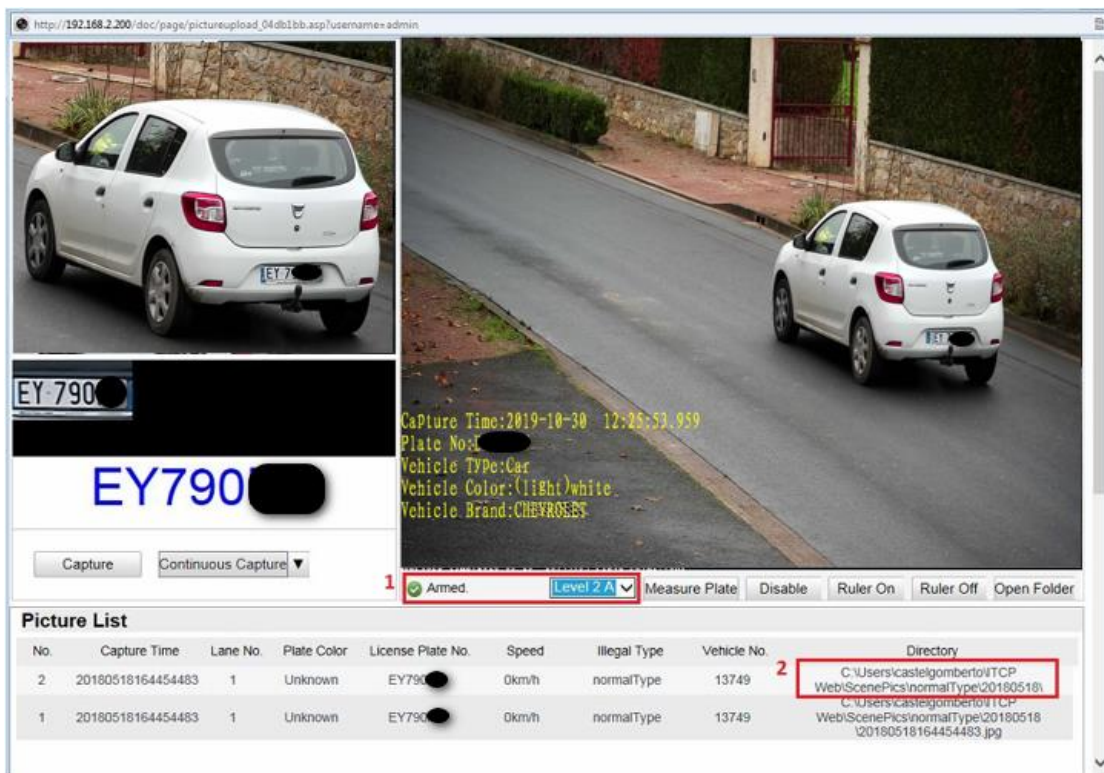 http://192.168.2.200/doc/page/pictureupload_04db1bb.asp?username=admin
EY 7
EY 790
EY790
Capture Time:2019-10-30 12:25:53.959
Plate No:
Vehicle Type:Car
Vehicle Color:(light)white
Vehicle Brand:CHEVROLES
Capture
Continuous Capture ▼
1
Armed.
Level 2 A
Measure Plate
Disable
Ruler On
Ruler Off
Open Folder
Picture List
No. Capture Time Lane No. Plate Color License Plate No. Speed Illegal Type Vehicle No. Directory
2 20180518164454483 1 Unknown EY790 0km/h normalType 13749 2 C:\Users\castelgomberto\ITCP
Web\ScenePics\normalType\20180518\
1 20180518164454483 1 Unknown EY790 0km/h normalType 13749 C:\Users\castelgomberto\ITCP
Web\ScenePics\normalType\20180518
\20180518164454483.jpg